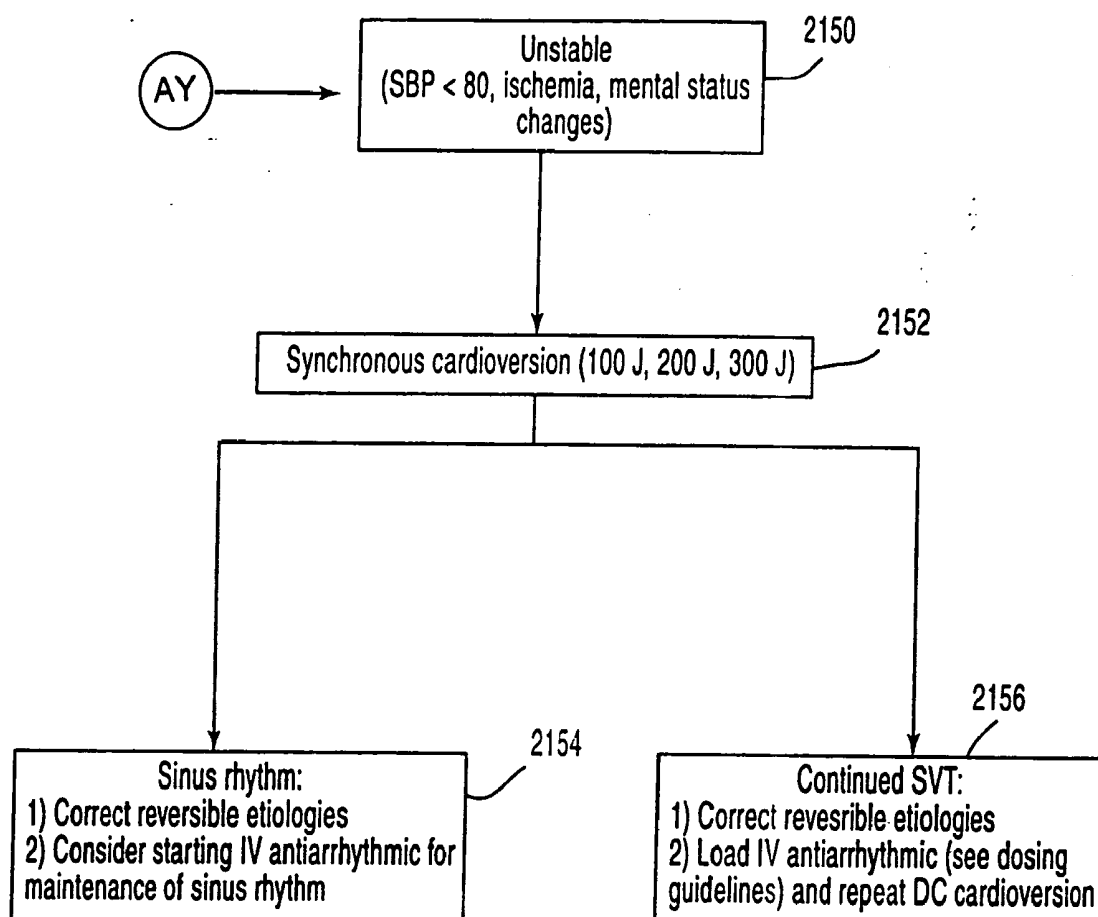 2150
Unstable
(SBP < 80, ischemia, mental status
changes)
AY
2152
Synchronous cardioversion (100 J, 200 J, 300 J)
2154
Sinus rhythm:
1) Correct reversible etiologies
2) Consider starting IV antiarrhythmic for
maintenance of sinus rhythm
2156
Continued SVT:
1) Correct revesrible etiologies
2) Load IV antiarrhythmic (see dosing
guidelines) and repeat DC cardioversion